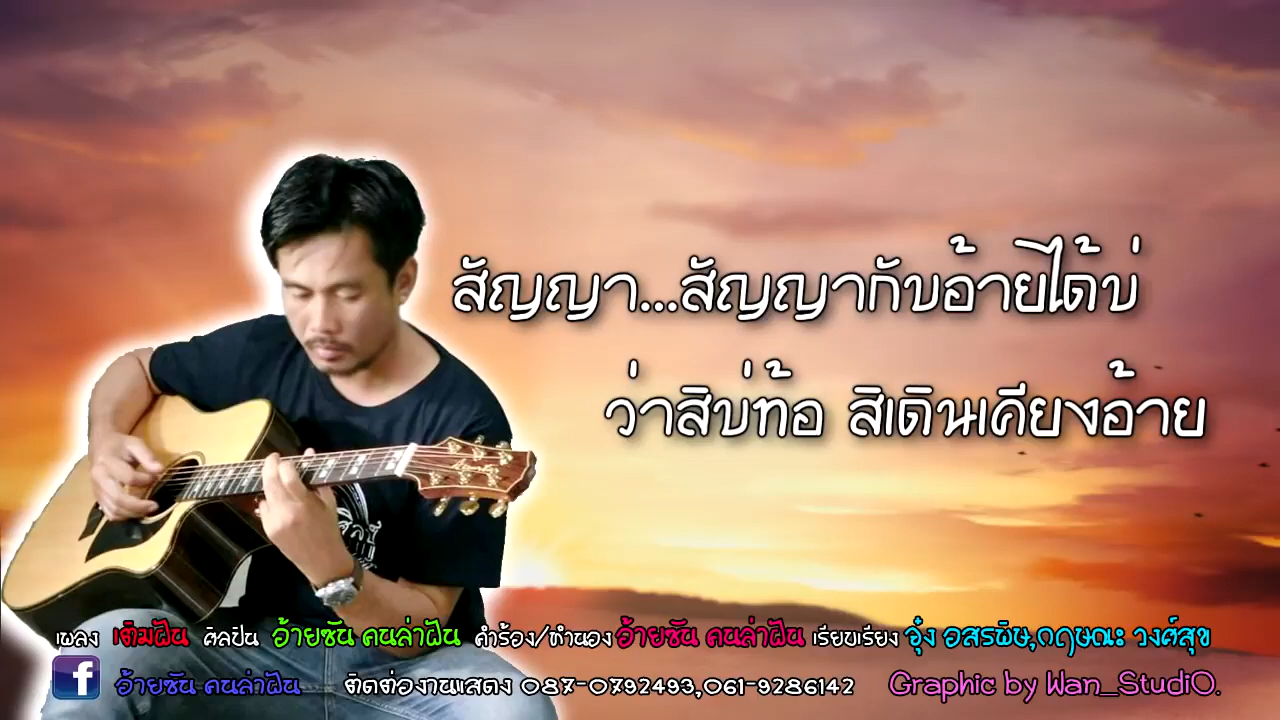 สัญญา...สัญญากับอ้ายได้บ่
ว่าสิบ่ท้อ สิเดินเคียงอ้าย
เพลง เติมฝัน ศิลปิน อ้ายซัน คนล่าฝัน คำร้อง/ทำนอง อ้ายซัน คนล่าฝัน เรียบเรียง อุ๋ง อสรพิษ,กฤษณะ วงศ์สุข
f อ้ายซัน คนล่าฝัน ติดต่องานแสดง 087-0792493,061-9286142 Graphic by Wan_StudiO.